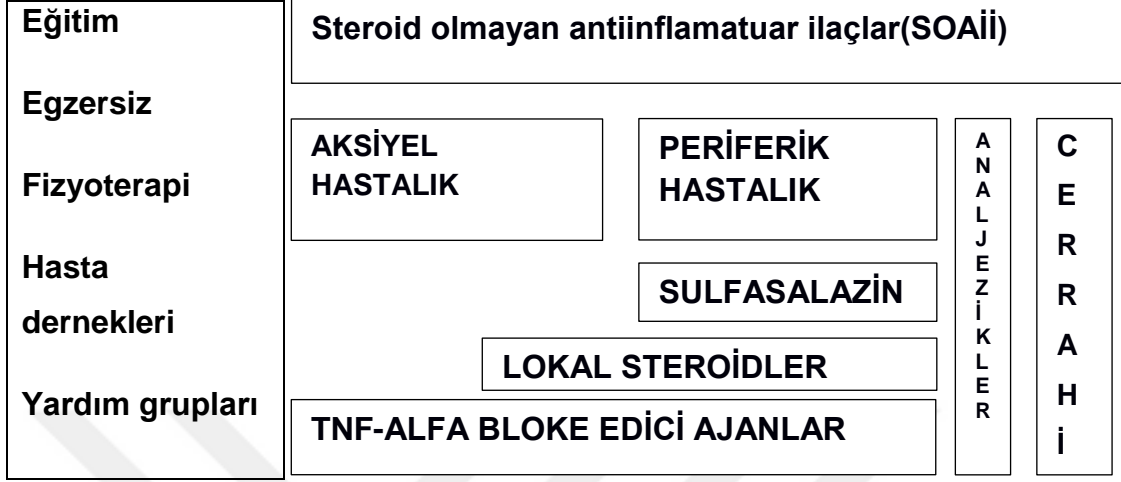 Eğitim
Egzersiz
Fizyoterapi
Hasta
dernekleri
Yardım grupları
Steroid olmayan antiinflamatuar ilaçlar(SOAİİ)
AKSİYEL
HASTALIK
PERİFERİK
HASTALIK
SULFASALAZİN
LOKAL STEROİDLER
TNF-ALFA BLOKE EDİCİ AJANLAR
ANALJEZİKLER
CERRAHİ